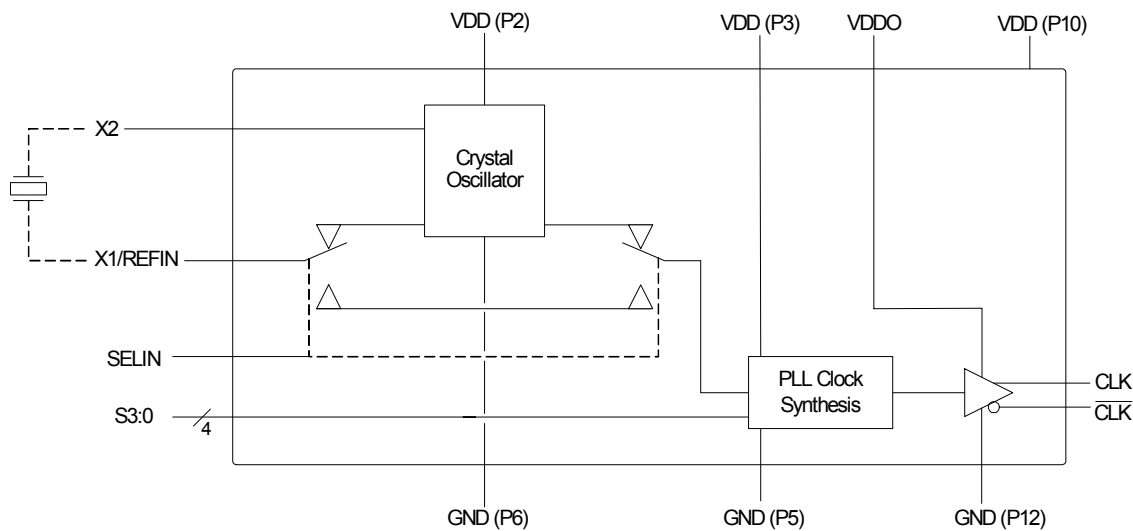 VDD (P2)
VDD (P3)
VDDO
VDD (P10)
X2
Crystal
Oscillator
X1/REFIN
SELIN
PLL Clock
Synthesis
CLK
CLK
S3:0
4
GND (P6)
GND (P5)
GND (P12)